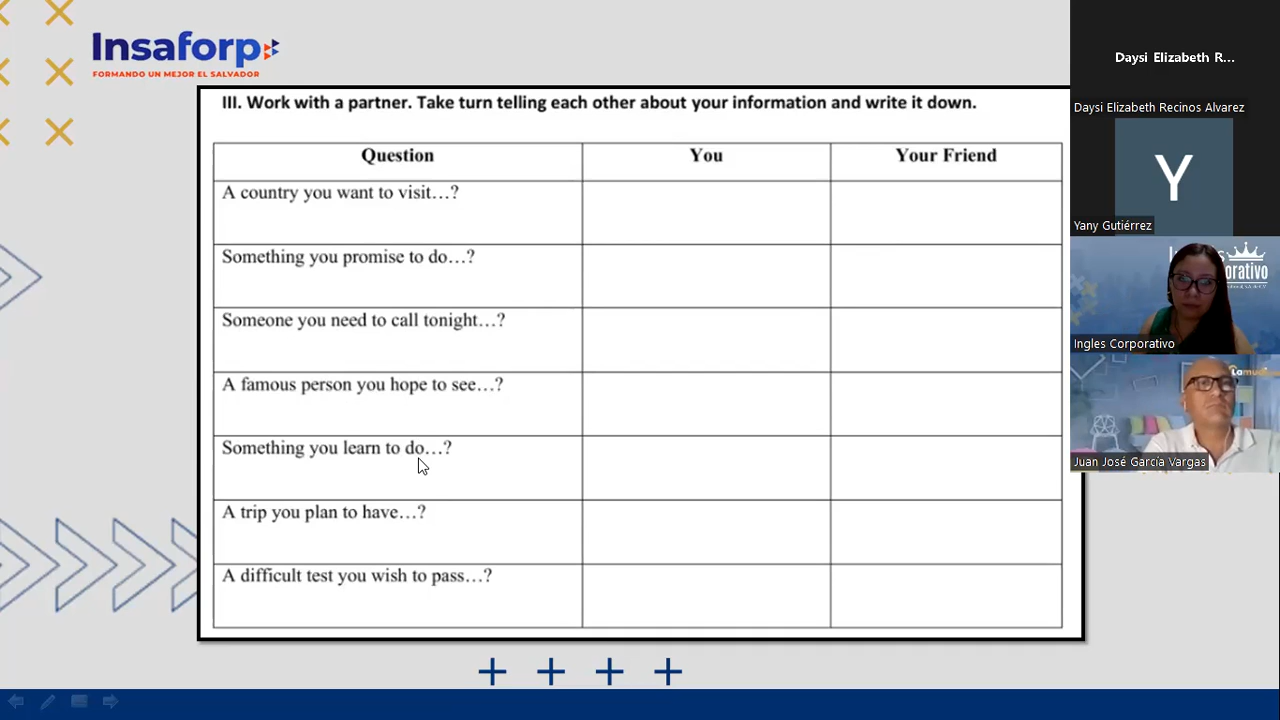 Insaforp
FORMANDO UN MEJOR EL SALVADOR
III. Work with a partner. Take turn telling each other about your information and write it down.
Question You Your Friend
A country you want to visit…?
Something you promise to do…?
Someone you need to call tonight…?
A famous person you hope to see…?
Something you learn to do…?
A trip you plan to have…?
A difficult test you wish to pass…?
Daysi Elizabeth R...
Daysi Elizabeth Recinos Alvarez
Y
Yany Gutiérrez
Ingles Corporativo
Juan José García Vargas